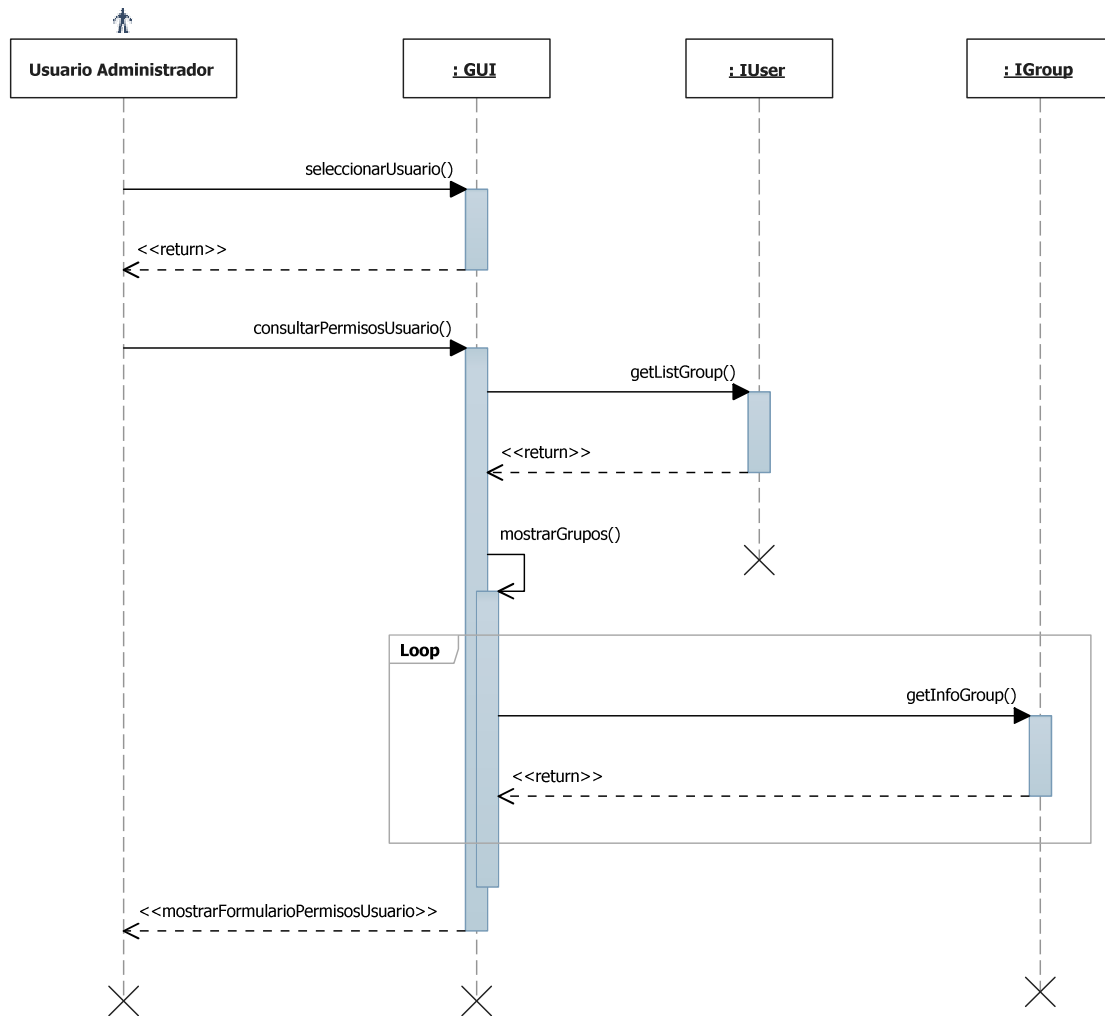 Usuario Administrador
: GUI
: IUser
: IGroup
seleccionarUsuario()
<<return>>
consultarPermisosUsuario()
getListGroup()
<<return>>
mostrarGrupos()
Loop
getInfoGroup()
<<return>>
<<mostrarFormularioPermisosUsuario>>